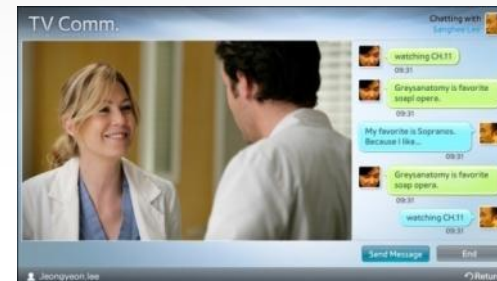 TV Comm.
Chatting with
Sanghee Lee
watching CH.11
09:31
Greysanatomy is favorite
soapl opera.
09:31
My favorite is Sopranos.
Because I like...
09:31
Greysanatomy is favorite
soap opera.
09:31
watching CH.11
09:31
Send Message
End
Jeongyeon.lee
Return